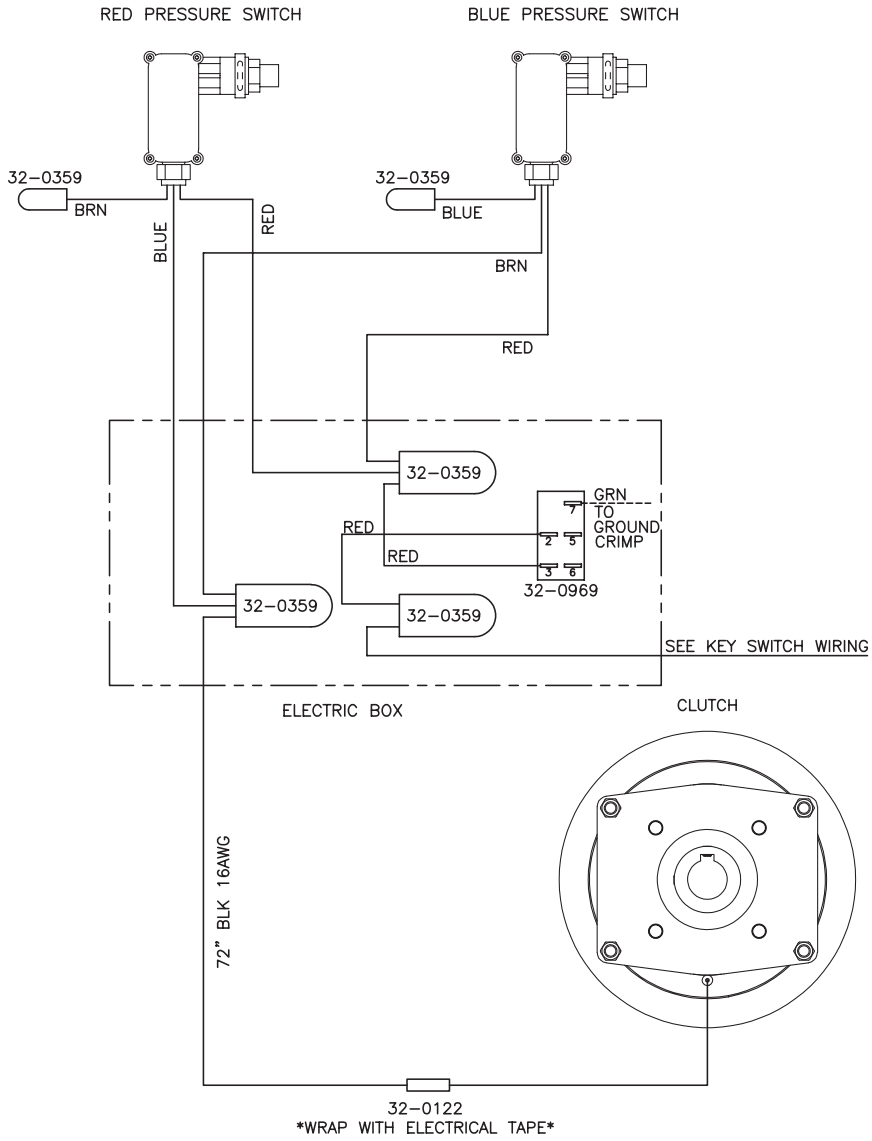 RED PRESSURE SWITCH
BLUE PRESSURE SWITCH
32-0359
32-0359
BRN
BLUE
RED
BLUE
BRN
RED
32-0359
GRN
7
TO
GROUND
CRIMP
RED
2 5
RED
3 6
32-0969
32-0359
32-0359
SEE KEY SWITCH WIRING
ELECTRIC BOX
CLUTCH
72" BLK 16AWG
32-0122
*WRAP WITH ELECTRICAL TAPE*